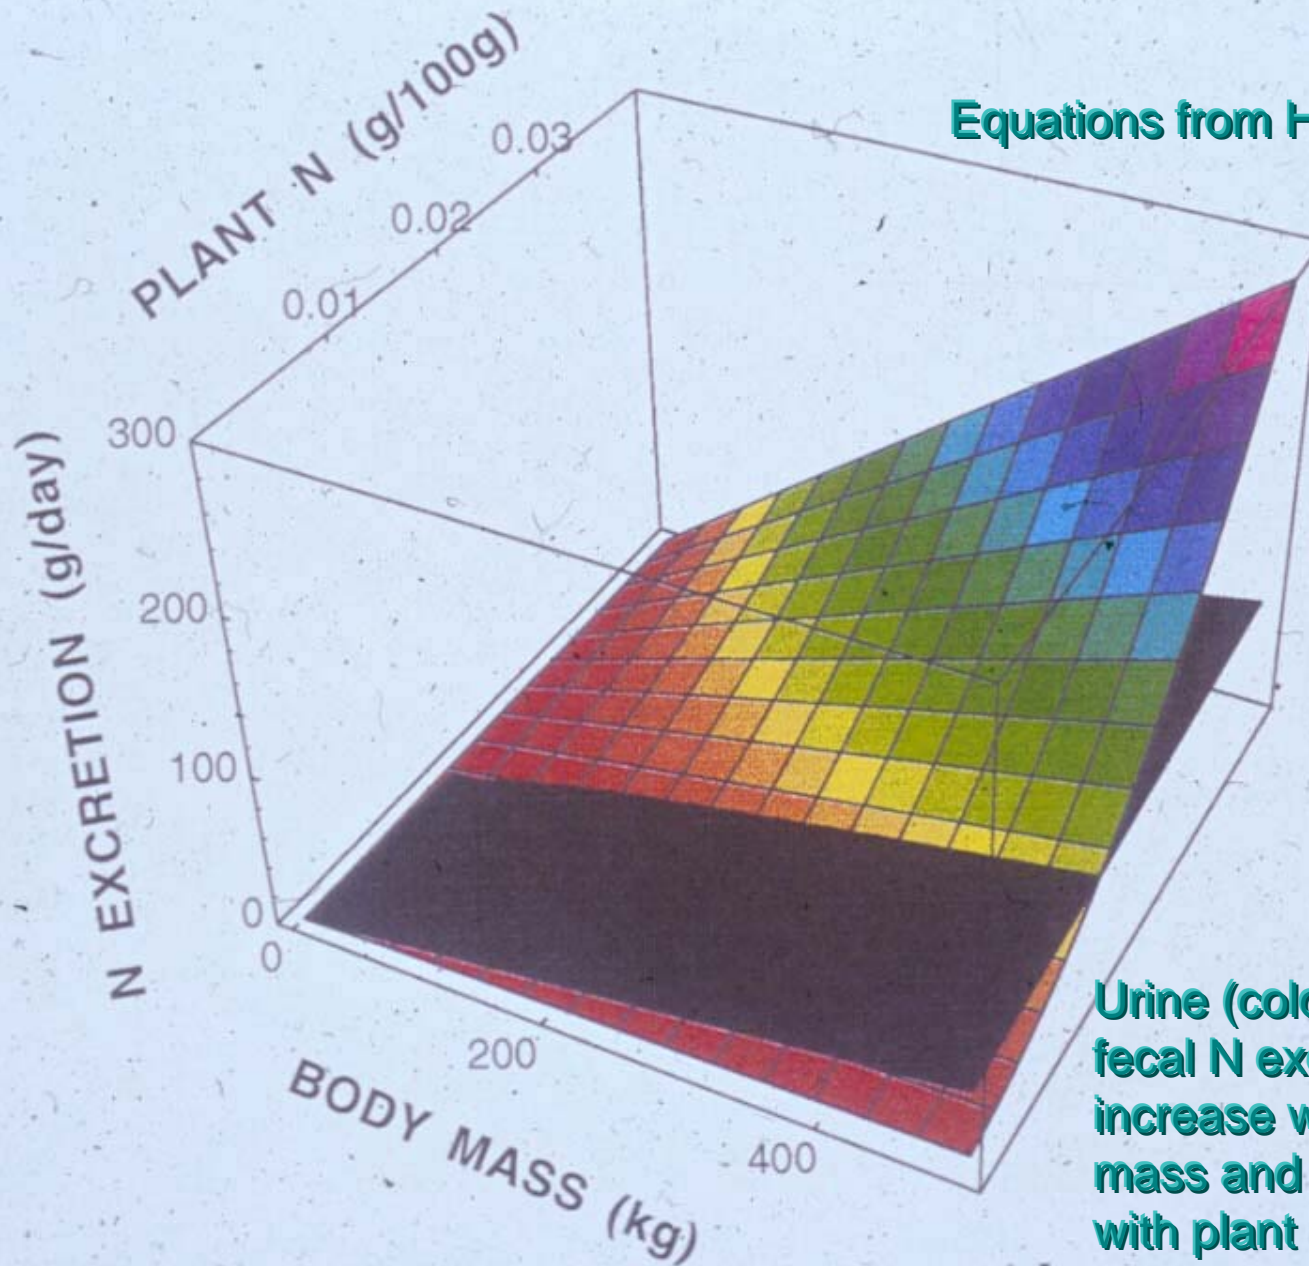 Equations from H
PLANT N (g/100g)
0.03
0.02
0.01
300
200
100
0
N EXCRETION (g/day)
0
200
400
BODY MASS (kg)
Urine (colo
fecal N exc
increase w
mass and
with plant